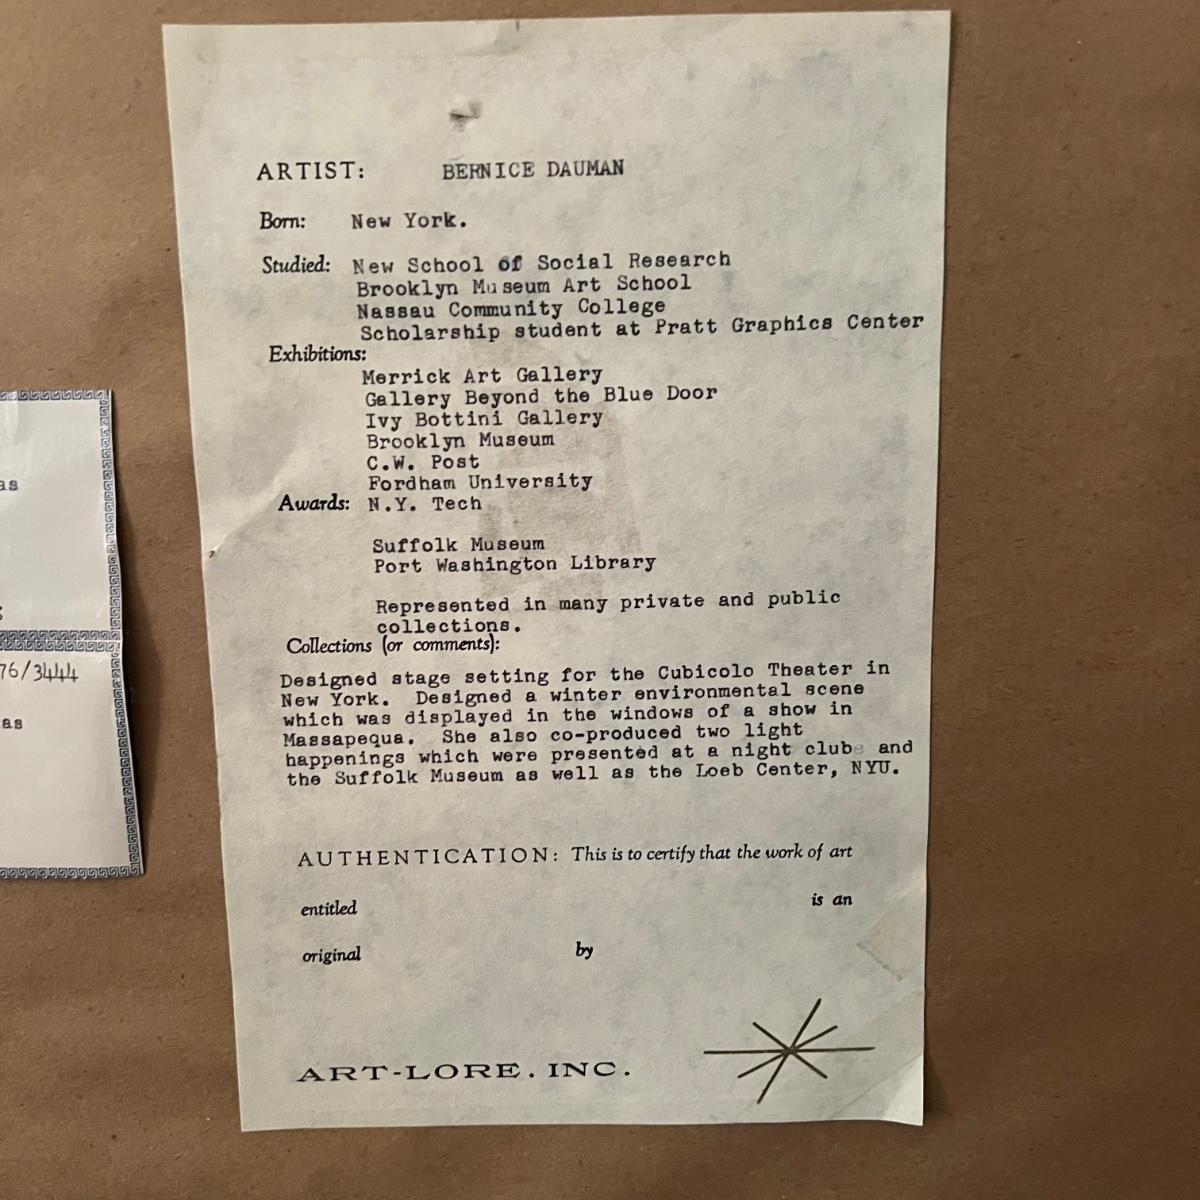 ARTIST: BERNICE DAUMAN
Born: New York.
Studied: New School of Social Research
Brooklyn Museum Art School
Nassau Community College
Scholarship student at Pratt Graphics Center
Exhibitions:
Merrick Art Gallery
Gallery Beyond the Blue Door
Ivy Bottini Gallery
Brooklyn Museum
C.W. Post
Fordham University
Awards: N.Y. Tech
Suffolk Museum
Port Washington Library
Represented in many private and public
collections.
Collections (or comments):
Designed stage setting for the Cubicolo Theater in
New York. Designed a winter environmental scene
which was displayed in the windows of a show in
Massapequa. She also co-produced two light
happenings which were presented at a night clubs and
the Suffolk Museum as well as the Loeb Center, NYU.
AUTHENTICATION: This is to certify that the work of art
entitled is an
original by
ART-LORE. INC.
as
76/3444
as